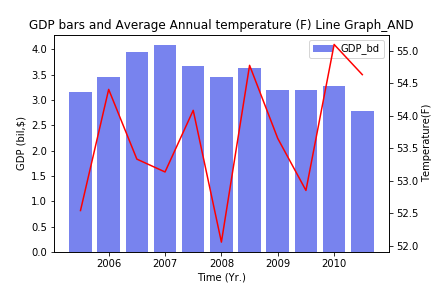 GDP bars and Average Annual temperature (F) Line Graph_AND
GDP_bd
4.0
3.5
3.0
2.5
2.0
1.5
1.0
0.5
0.0
GDP (bil,$)
55.0
54.5
54.0
53.5
53.0
52.5
52.0
Temperature(F)
2006 2007 2008 2009 2010
Time (Yr.)